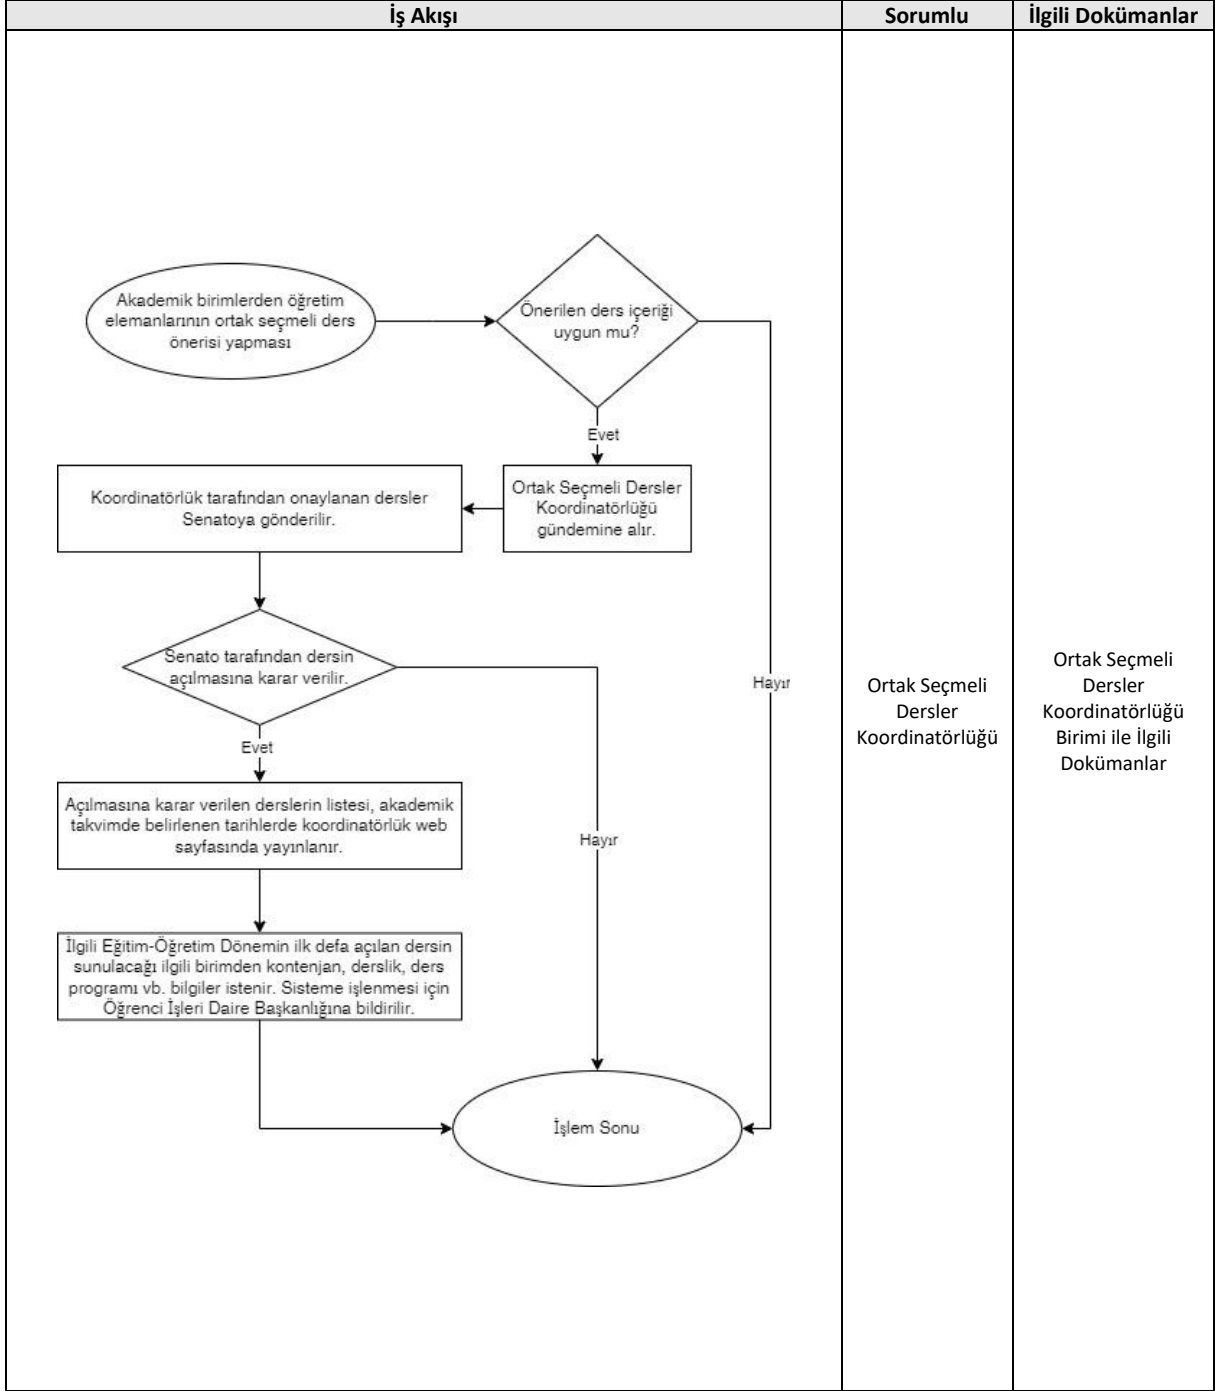 İş Akışı
Sorumlu
İlgili Dokümanlar
Akademik birimlerden öğretim
elemanlarının ortak seçmeli ders
önerisi yapması
Önerilen ders içeriği
uygun mu?
Evet
Ortak Seçmeli Dersler
Koordinatörlüğü
gündemine alır.
Koordinatörlük tarafından onaylanan dersler
Senatoya gönderilir.
Senato tarafından dersin
açılmasına karar verilir.
Hayır
Evet
Açılmasına karar verilen derslerin listesi, akademik
takvimde belirlenen tarihlerde koordinatörlük web
sayfasında yayınlanır.
Hayır
İlgili Eğitim-Öğretim Dönemin ilk defa açılan dersin
sunulacağı ilgili birimden kontenjan, derslik, ders
programı vb. bilgiler istenir. Sisteme işlenmesi için
Öğrenci İşleri Daire Başkanlığına bildirilir.
İşlem Sonu
Ortak Seçmeli
Dersler
Koordinatörlüğü
Ortak Seçmeli
Dersler
Koordinatörlüğü
Birimi ile İlgili
Dokümanlar